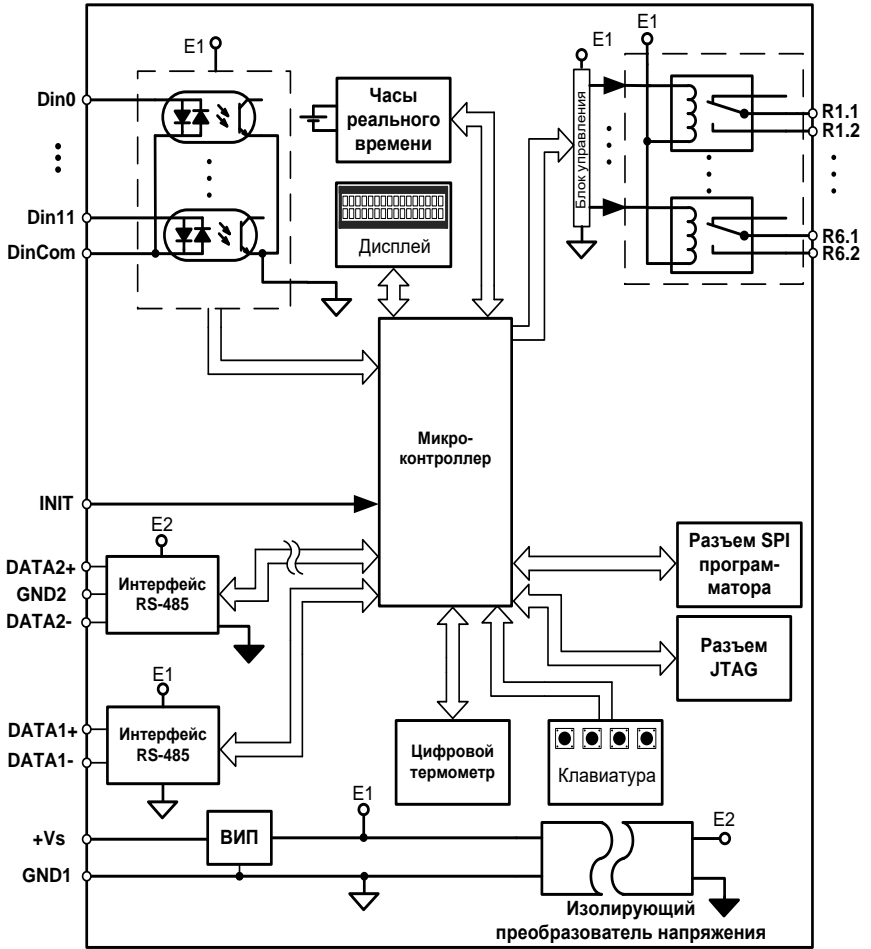 E1
E1
E1
Din0
Din11
DinCom
Часы
реального
времени
Дисплей
Блок управления
R1.1
R1.2
R6.1
R6.2
Микро-
контроллер
INIT
E2
DATA2+
GND2
DATA2-
Интерфейс
RS-485
Разъем SPI
програм-
матора
Разъем
JTAG
E1
DATA1+
DATA1-
Интерфейс
RS-485
Цифровой
термометр
Клавиатура
+Vs
GND1
ВИП
E1
E2
Изолирующий
преобразователь напряжения